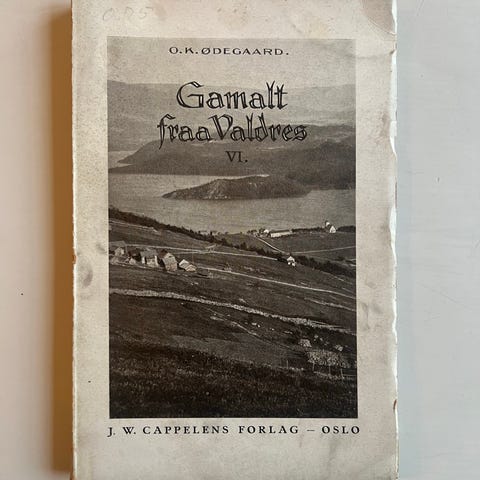 O.K. ØDEGAARD.
Gamalt
fraa Valdres
VI.
J. W. CAPPELENS FORLAG – OSLO